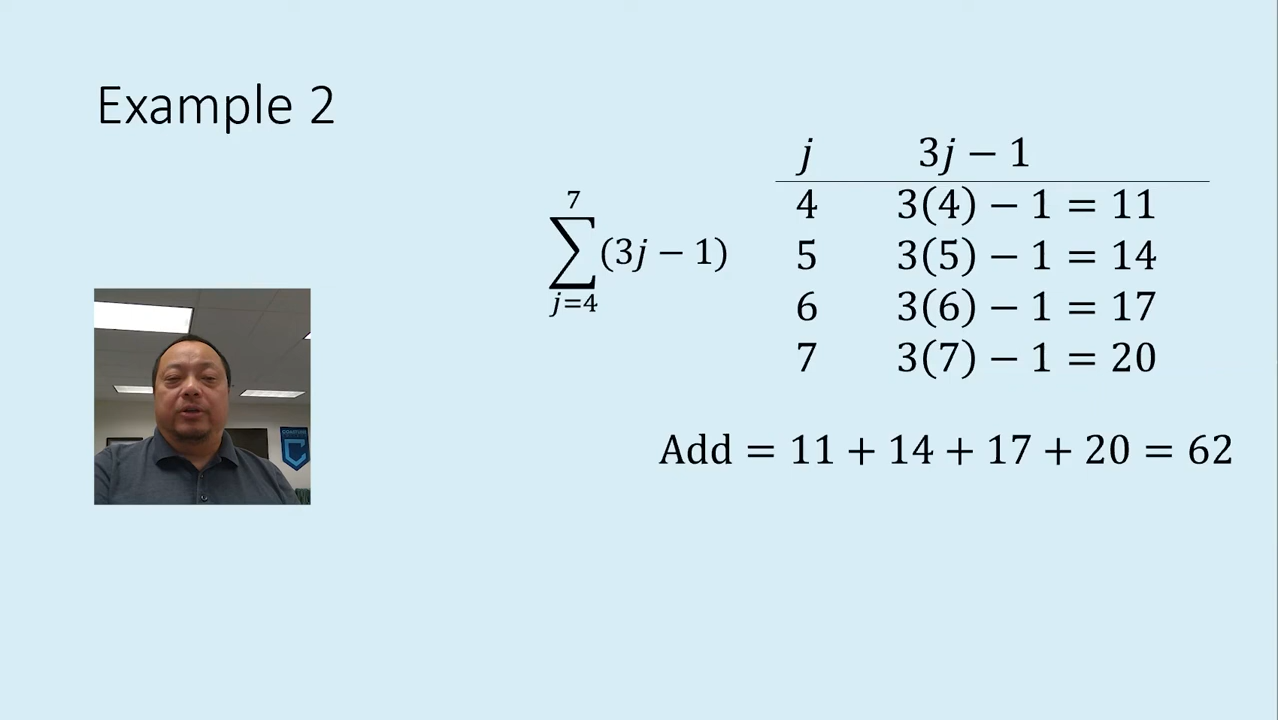 Example 2
7
∑ (3j − 1)
j=4
j 3j − 1
4 3(4) − 1 = 11
5 3(5) − 1 = 14
6 3(6) − 1 = 17
7 3(7) − 1 = 20
Add = 11 + 14 + 17 + 20 = 62